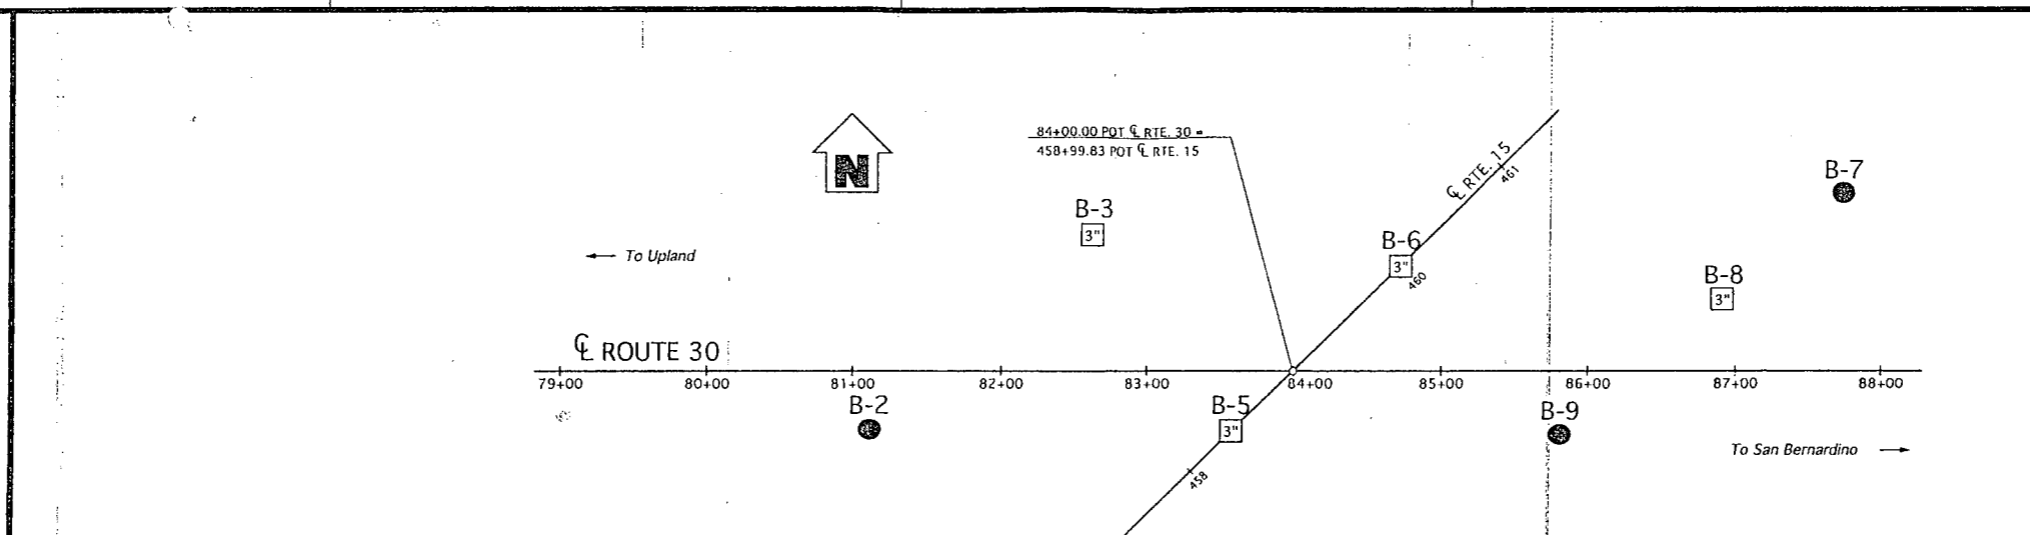 84+00.00 POT ℄ RTE. 30 =
458+99.83 POT ℄ RTE. 15
N
℄ RTE. 15
461
B-7
B-3
3"
B-6
3"
460
← To Upland
B-8
3"
℄ ROUTE 30
79+00 80+00 81+00 82+00 83+00 84+00 85+00 86+00 87+00 88+00
B-2
B-5
3"
B-9
458
To San Bernardino →